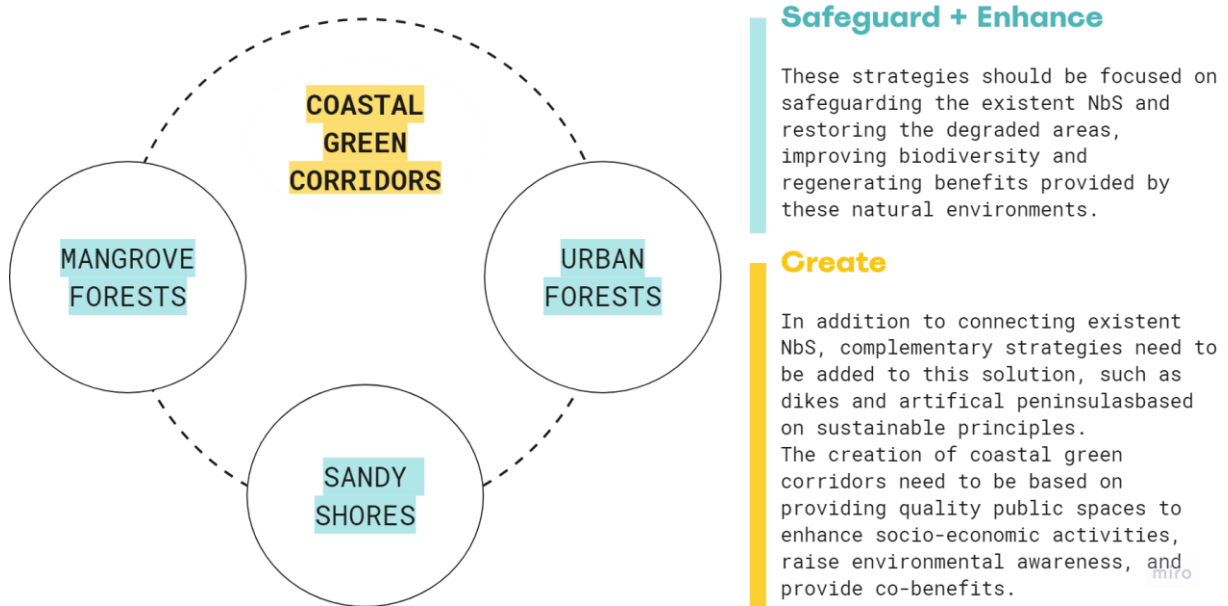 COASTAL
GREEN
CORRIDORS
MANGROVE
FORESTS
URBAN
FORESTS
SANDY
SHORES
Safeguard + Enhance
These strategies should be focused on
safeguarding the existent NbS and
restoring the degraded areas,
improving biodiversity and
regenerating benefits provided by
these natural environments.
Create
In addition to connecting existent
NbS, complementary strategies need to
be added to this solution, such as
dikes and artifical peninsulasbased
on sustainable principles.
The creation of coastal green
corridors need to be based on
providing quality public spaces to
enhance socio-economic activities,
raise environmental awareness, and
provide co-benefits.
miro